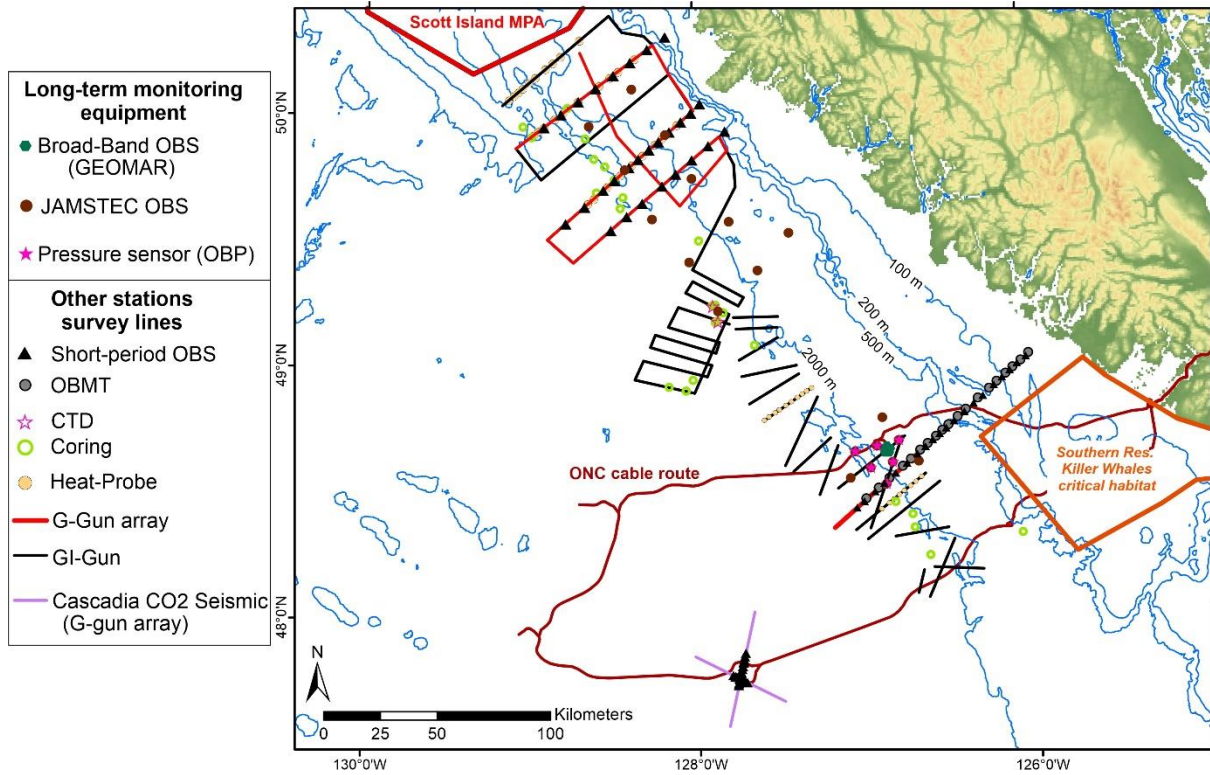 Long-term monitoring
equipment
Broad-Band OBS
(GEOMAR)
JAMSTEC OBS
Pressure sensor (OBP)
Other stations
survey lines
Short-period OBS
OBMT
CTD
Coring
Heat-Probe
G-Gun array
GI-Gun
Cascadia CO2 Seismic
(G-gun array)
Scott Island MPA
50°0'N
49°0'N
48°0'N
100 m
200 m
500 m
2000 m
ONC cable route
Southern Res.
Killer Whales
critical habitat
N
Kilometers
0 25 50 100
130°0'W 128°0'W 126°0'W